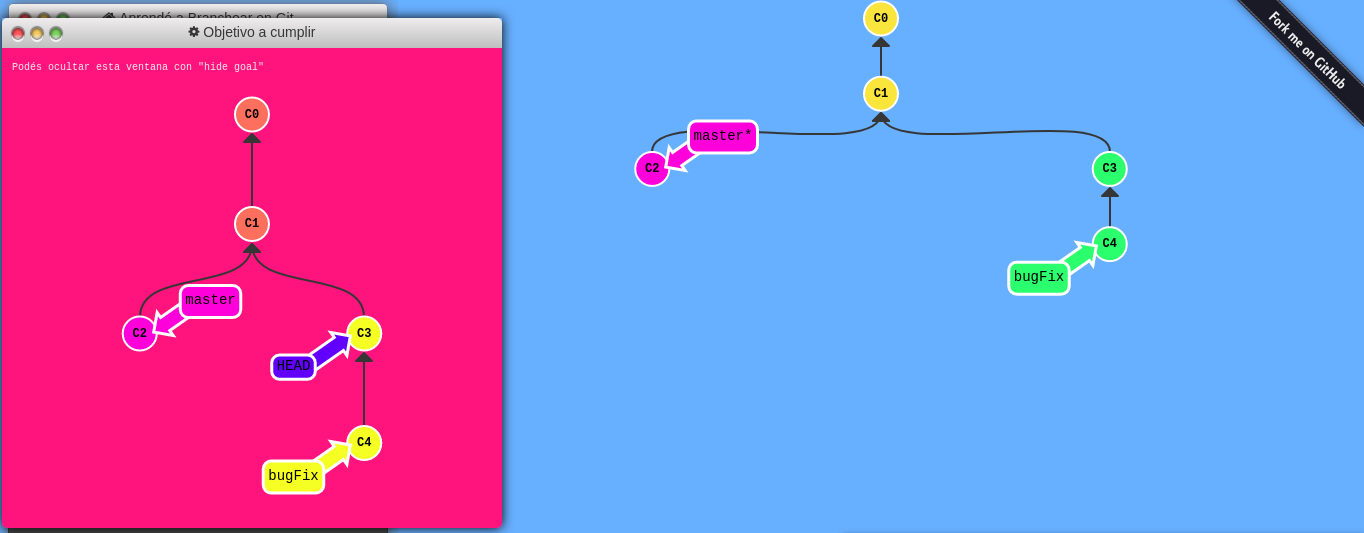 Aprendé a Branchear en Git
Objetivo a cumplir
Podés ocultar esta ventana con "hide goal"
C0
C1
master
C2
C3
HEAD
C4
bugFix
C0
C1
master*
C2
C3
C4
bugFix
Fork me on GitHub